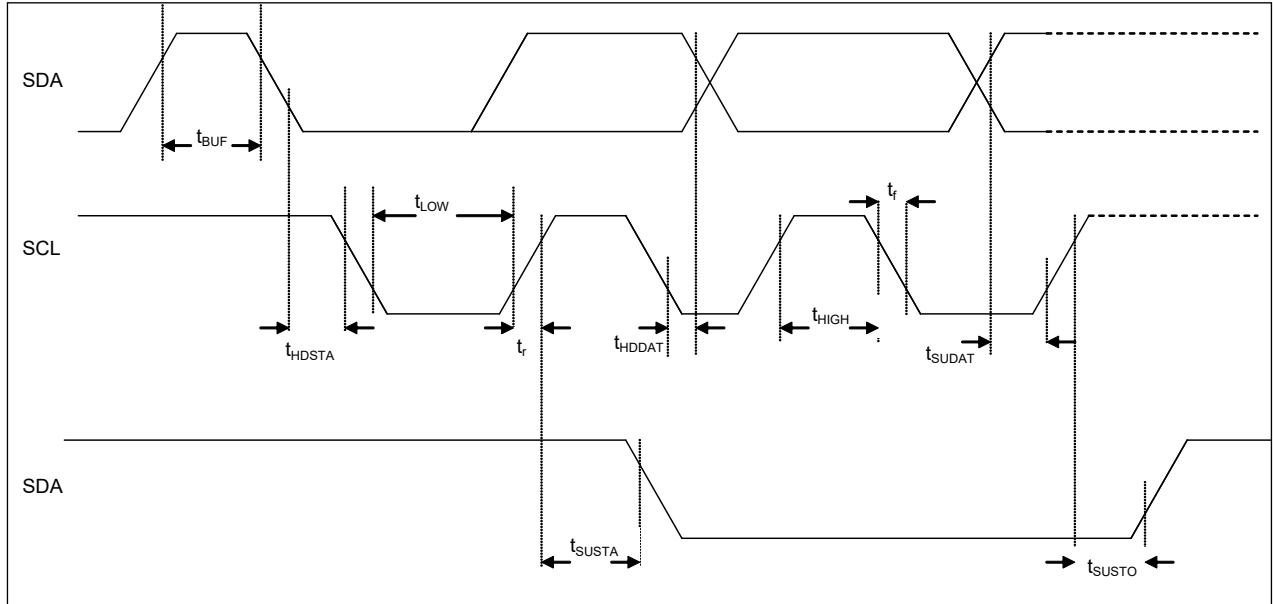 SDA
tBUF
tLOW
tf
SCL
tHDSTA
tr
tHDDAT
tHIGH
tSUDAT
SDA
tSUSTA
tSUSTO